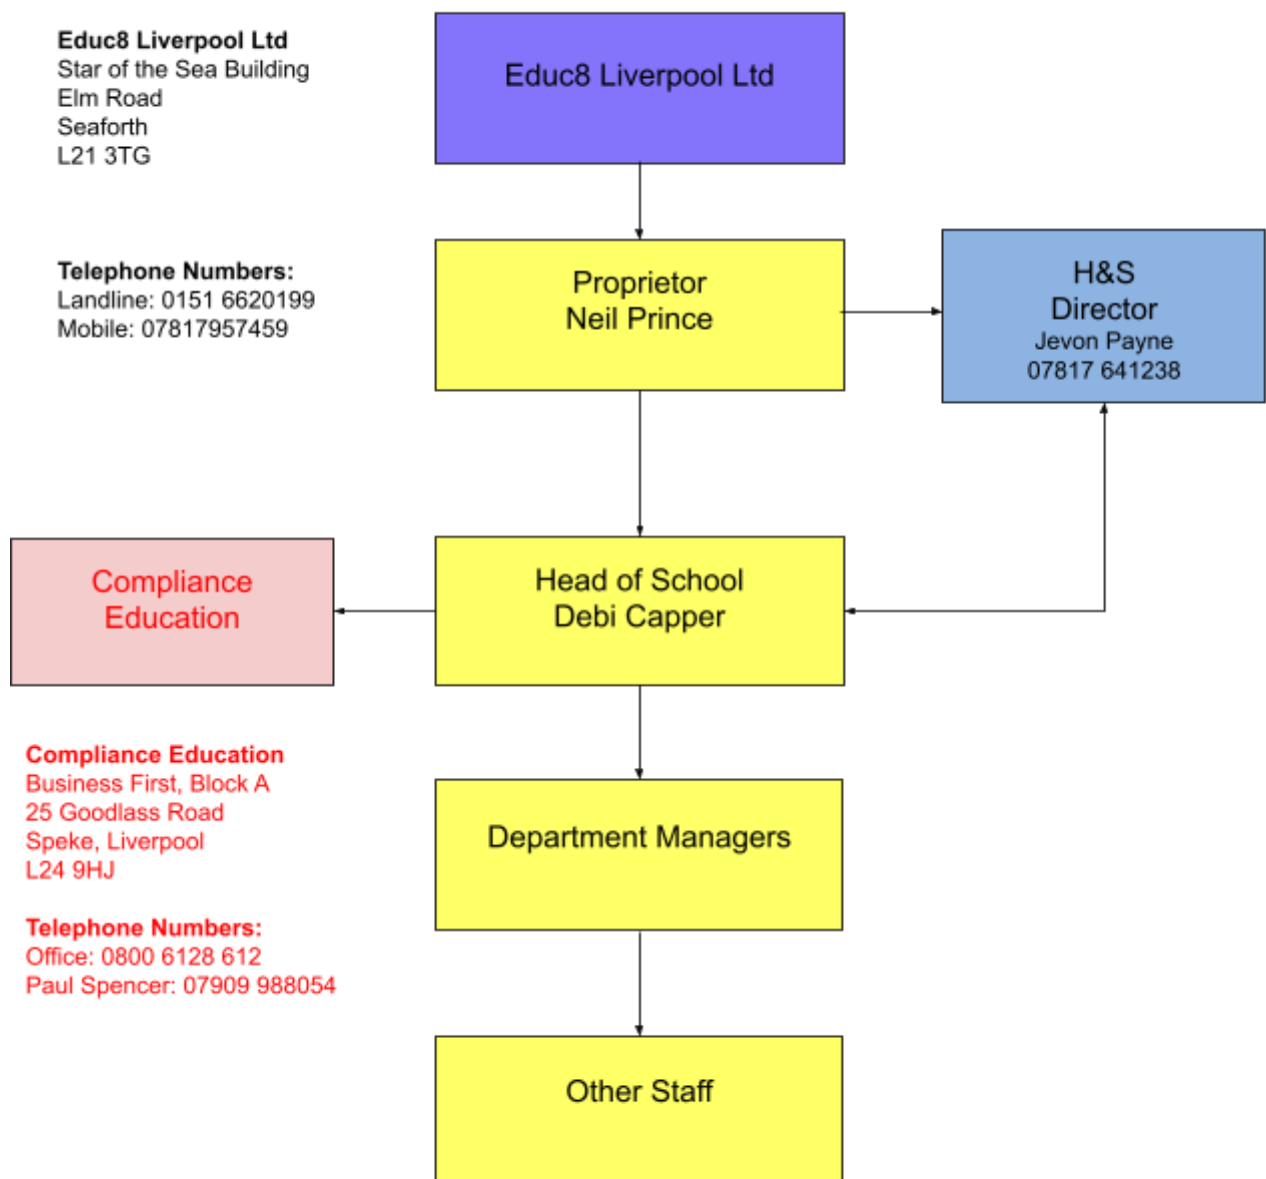 Educ8 Liverpool Ltd
Star of the Sea Building
Elm Road
Seaforth
L21 3TG
Educ8 Liverpool Ltd
Telephone Numbers:
Landline: 0151 6620199
Mobile: 07817957459
Proprietor
Neil Prince
H&S
Director
Jevon Payne
07817 641238
Compliance
Education
Head of School
Debi Capper
Compliance Education
Business First, Block A
25 Goodlass Road
Speke, Liverpool
L24 9HJ
Telephone Numbers:
Office: 0800 6128 612
Paul Spencer: 07909 988054
Department Managers
Other Staff